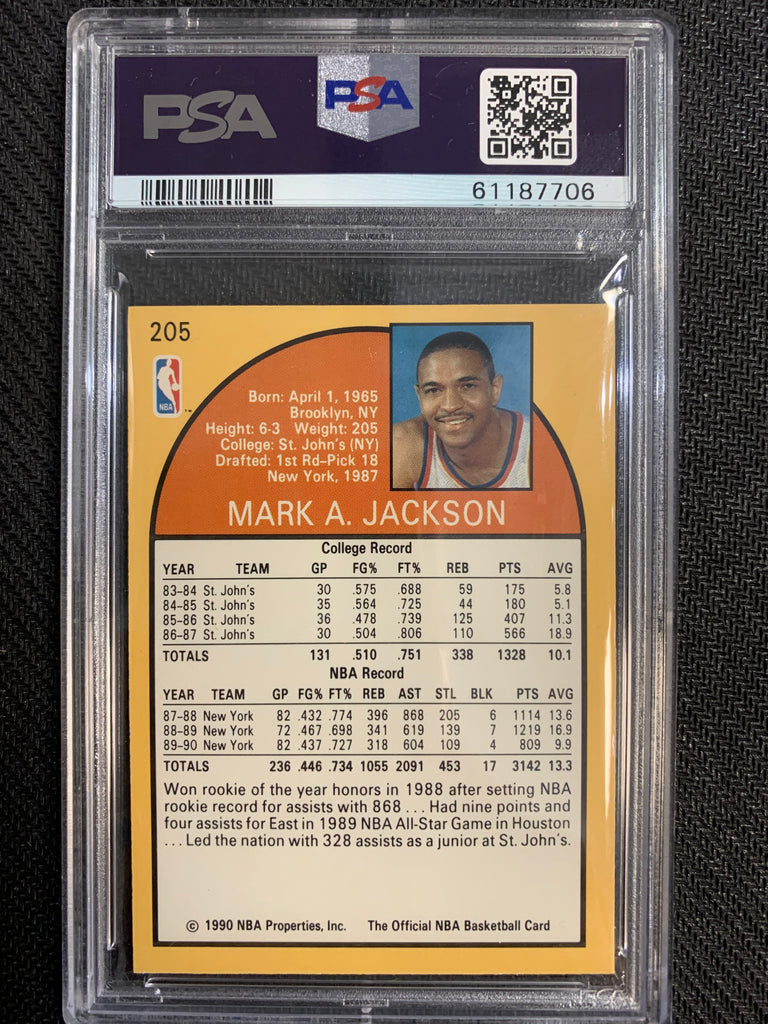 PSA
PSA
61187706
205
NBA
Born: April 1, 1965
Brooklyn, NY
Height: 6-3 Weight: 205
College: St. John's (NY)
Drafted: 1st Rd-Pick 18
New York, 1987
MARK A. JACKSON
College Record
YEAR TEAM GP FG% FT% REB PTS AVG
83-84 St. John's 30 .575 .688 59 175 5.8
84-85 St. John's 35 .564 .725 44 180 5.1
85-86 St. John's 36 .478 .739 125 407 11.3
86-87 St. John's 30 .504 .806 110 566 18.9
TOTALS 131 .510 .751 338 1328 10.1
NBA Record
YEAR TEAM GP FG% FT% REB AST STL BLK PTS AVG
87-88 New York 82 .432 .774 396 868 205 6 1114 13.6
88-89 New York 72 .467 .698 341 619 139 7 1219 16.9
89-90 New York 82 .437 .727 318 604 109 4 809 9.9
TOTALS 236 .446 .734 1055 2091 453 17 3142 13.3
Won rookie of the year honors in 1988 after setting NBA
rookie record for assists with 868 . . . Had nine points and
four assists for East in 1989 NBA All-Star Game in Houston
. . . Led the nation with 328 assists as a junior at St. John's.
© 1990 NBA Properties, Inc. The Official NBA Basketball Card